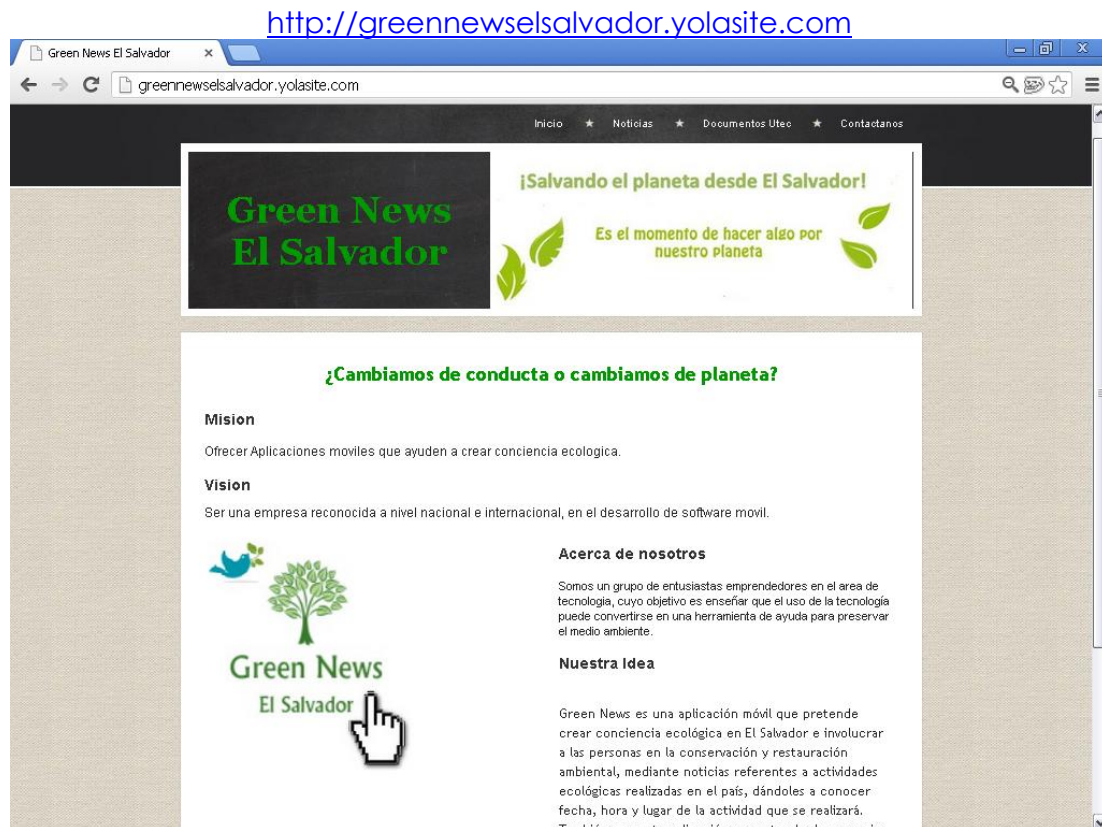 http://greennewselsalvador.yolasite.com
Green News El Salvador
greennewselsalvador.yolasite.com
Inicio ★ Noticias ★ Documentos Utec ★ Contactanos
Green News
El Salvador
¡Salvando el planeta desde El Salvador!
Es el momento de hacer algo por
nuestro planeta
¿Cambiamos de conducta o cambiamos de planeta?
Mision
Ofrecer Aplicaciones moviles que ayuden a crear conciencia ecologica.
Vision
Ser una empresa reconocida a nivel nacional e internacional, en el desarrollo de software movil.
Green News
El Salvador
Acerca de nosotros
Somos un grupo de entusiastas emprendedores en el area de
tecnologia, cuyo objetivo es enseñar que el uso de la tecnología
puede convertirse en una herramienta de ayuda para preservar
el medio ambiente.
Nuestra Idea
Green News es una aplicación móvil que pretende
crear conciencia ecológica en El Salvador e involucrar
a las personas en la conservación y restauración
ambiental, mediante noticias referentes a actividades
ecológicas realizadas en el país, dándoles a conocer
fecha, hora y lugar de la actividad que se realizará.